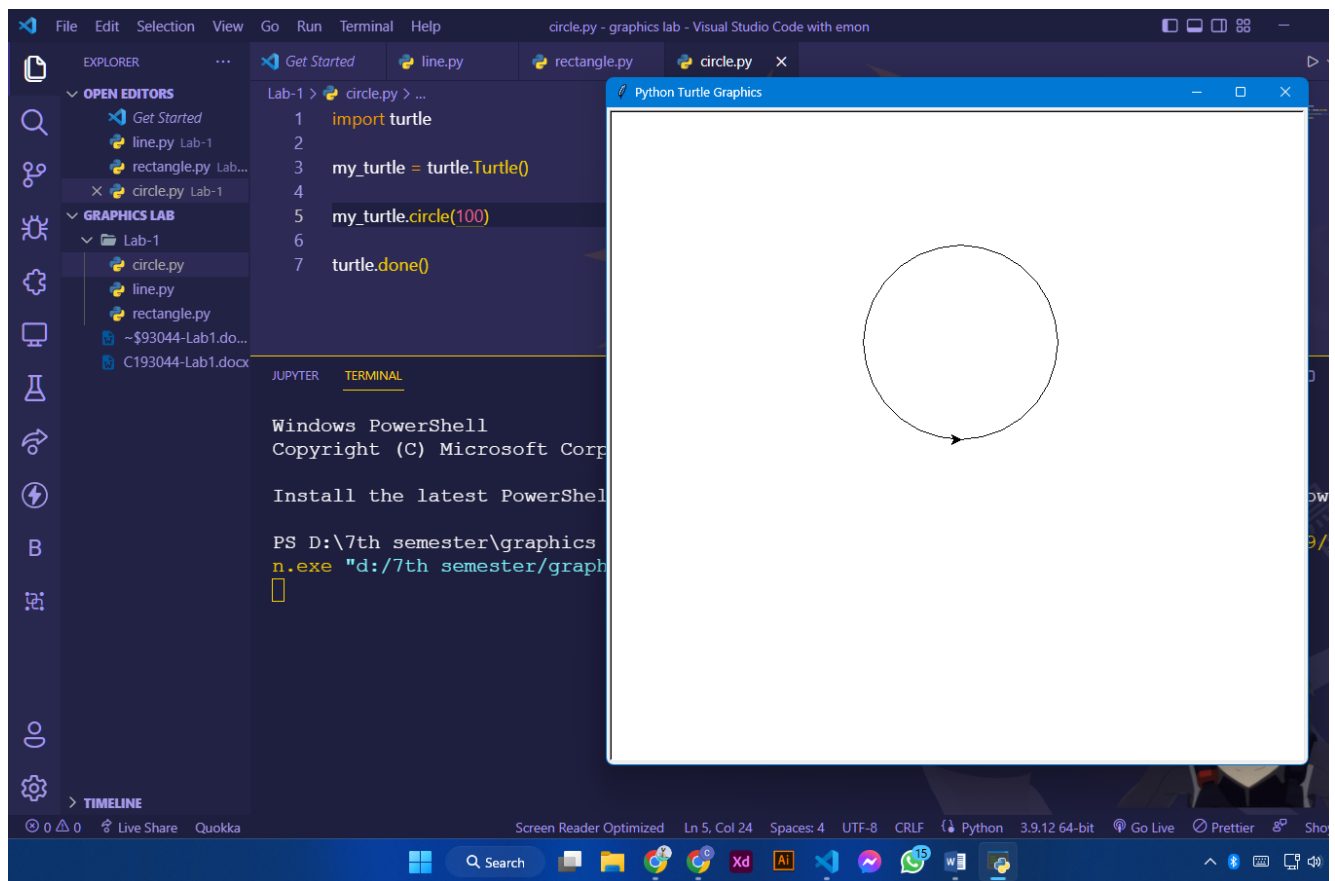 File Edit Selection View Go Run Terminal Help
circle.py - graphics lab - Visual Studio Code with emon
EXPLORER
OPEN EDITORS
Get Started
line.py Lab-1
rectangle.py Lab...
circle.py Lab-1
GRAPHICS LAB
Lab-1
circle.py
line.py
rectangle.py
~$93044-Lab1.do...
C193044-Lab1.docx
TIMELINE
Get Started line.py rectangle.py circle.py
Lab-1 > circle.py > ...
1 import turtle
2
3 my_turtle = turtle.Turtle()
4
5 my_turtle.circle(100)
6
7 turtle.done()
JUPYTER TERMINAL
Windows PowerShell
Copyright (C) Microsoft Corp
Install the latest PowerShel
PS D:\7th semester\graphics
n.exe "d:/7th semester/graph
Python Turtle Graphics
0 0 Live Share Quokka
Screen Reader Optimized Ln 5, Col 24 Spaces: 4 UTF-8 CRLF Python 3.9.12 64-bit Go Live Prettier
B
Search
Xd
Ai
15